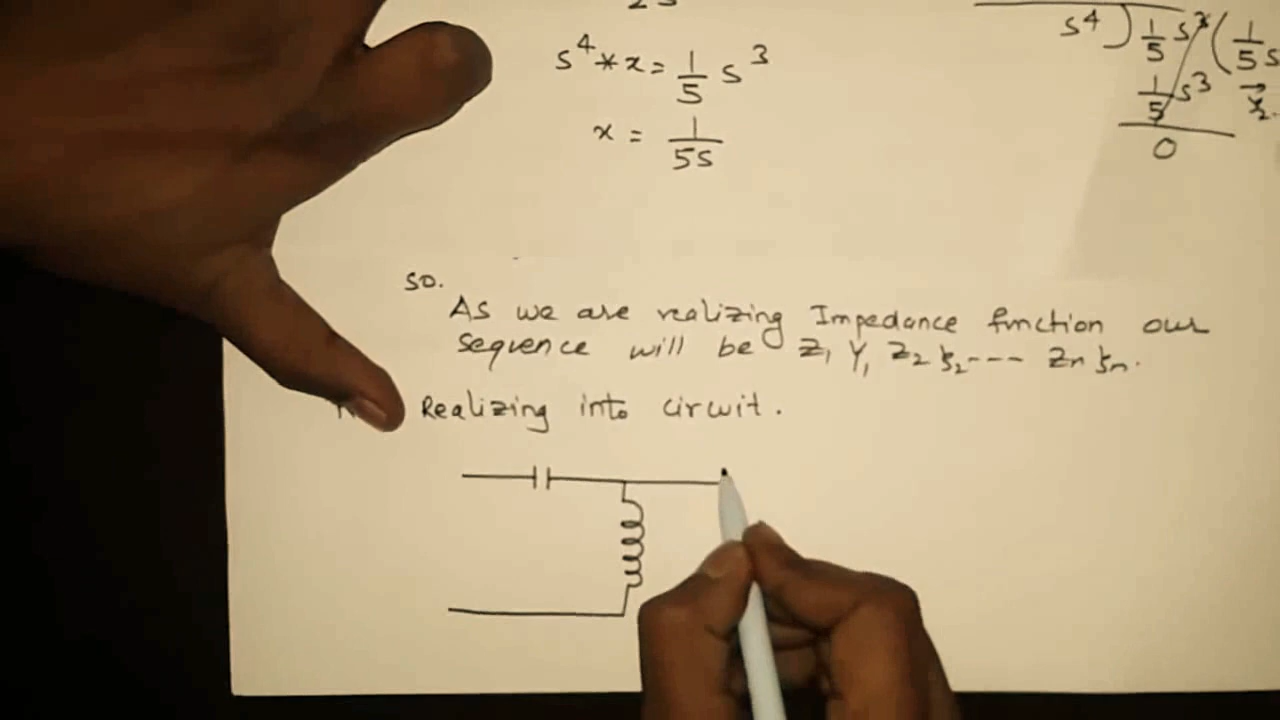 s⁴ * x = 1/5 s³
x = 1/5s
s⁴ ) 1/5 s³ ( 1/5s
1/5 s³
0
so.
As we are realizing Impedance function our
sequence will be Z₁ Y₁ Z₂ Y₂ --- Zn Yn.
Realizing into circuit.